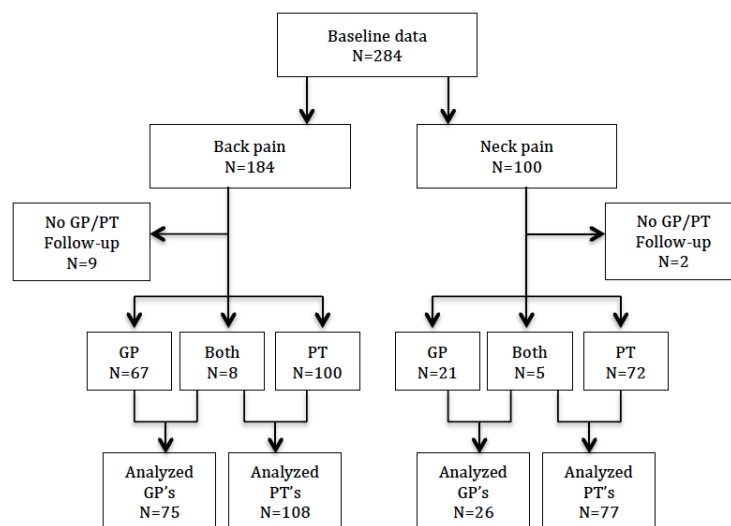 Baseline data
N=284
Back pain
N=184
Neck pain
N=100
No GP/PT
Follow-up
N=9
No GP/PT
Follow-up
N=2
GP
N=67
Both
N=8
PT
N=100
GP
N=21
Both
N=5
PT
N=72
Analyzed
GP's
N=75
Analyzed
PT's
N=108
Analyzed
GP's
N=26
Analyzed
PT's
N=77